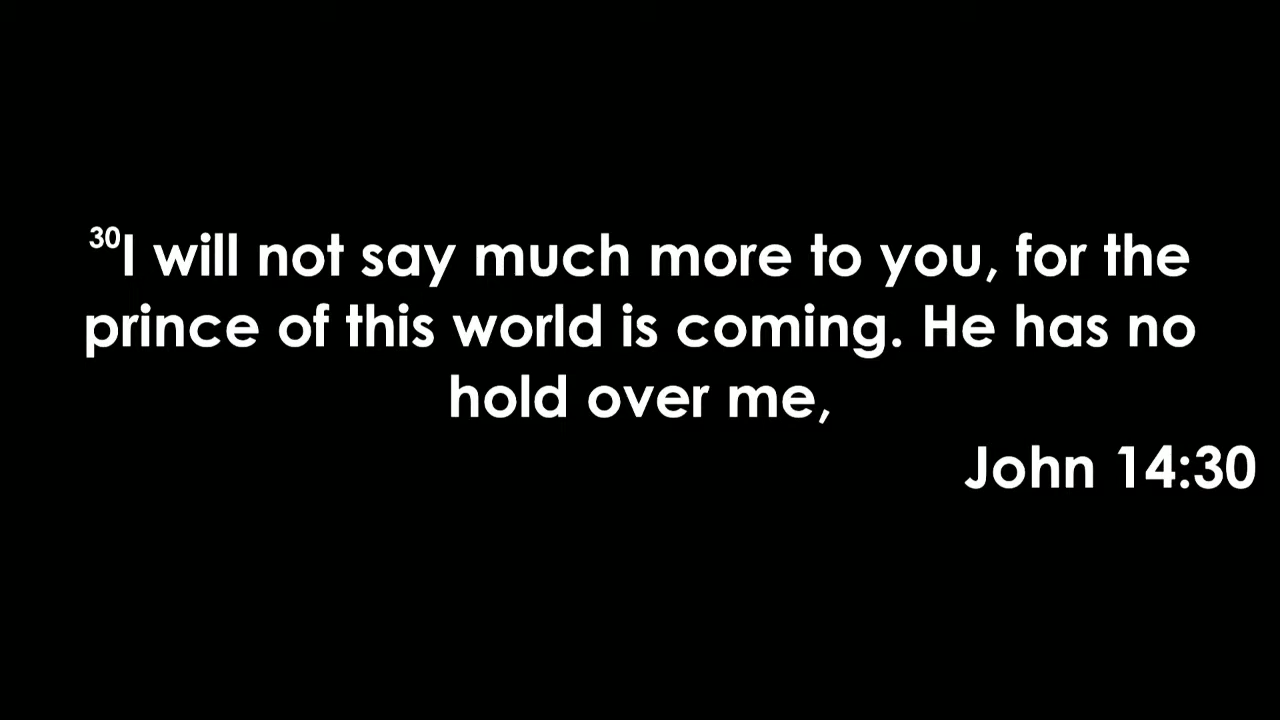 30I will not say much more to you, for the
prince of this world is coming. He has no
hold over me,
John 14:30